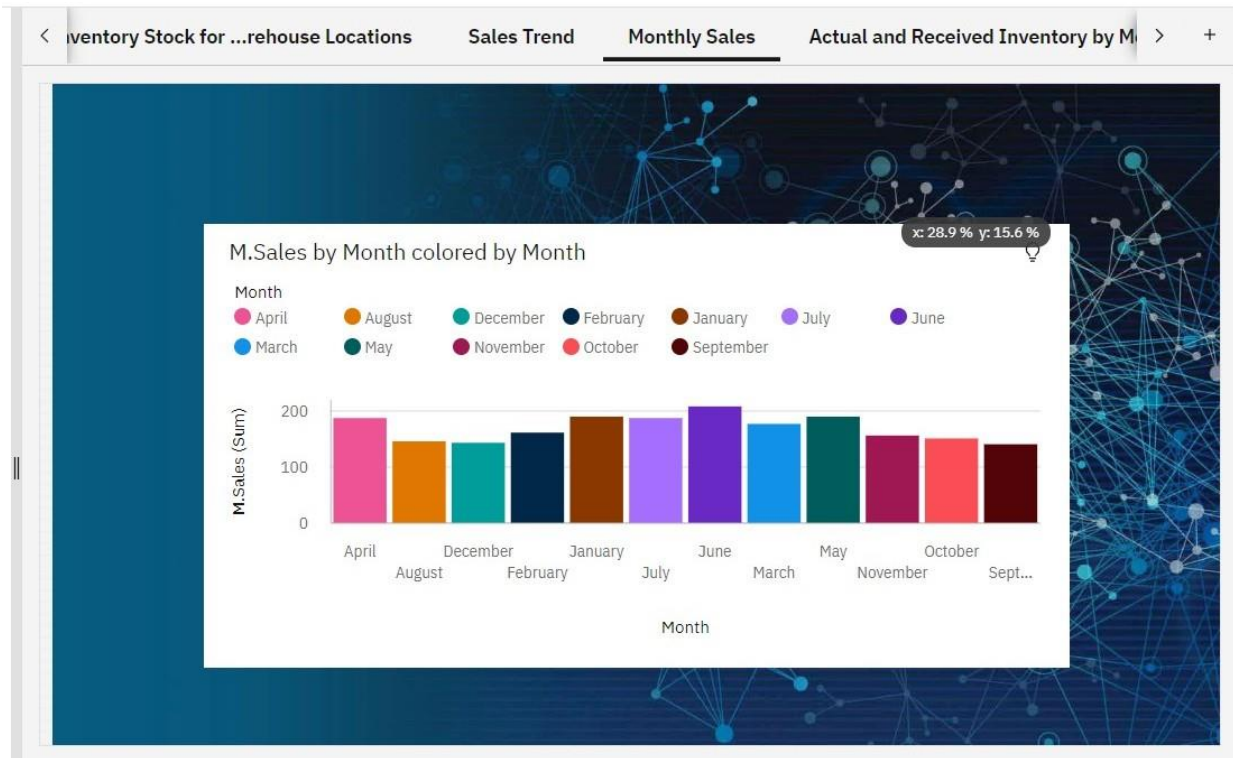 ventory Stock for ...rehouse Locations Sales Trend Monthly Sales Actual and Received Inventory by M
x: 28.9 % y: 15.6 %
M.Sales by Month colored by Month
Month
April August December February January July June
March May November October September
M.Sales (Sum)
200
100
0
April December January June May October
August February July March November Sept...
Month